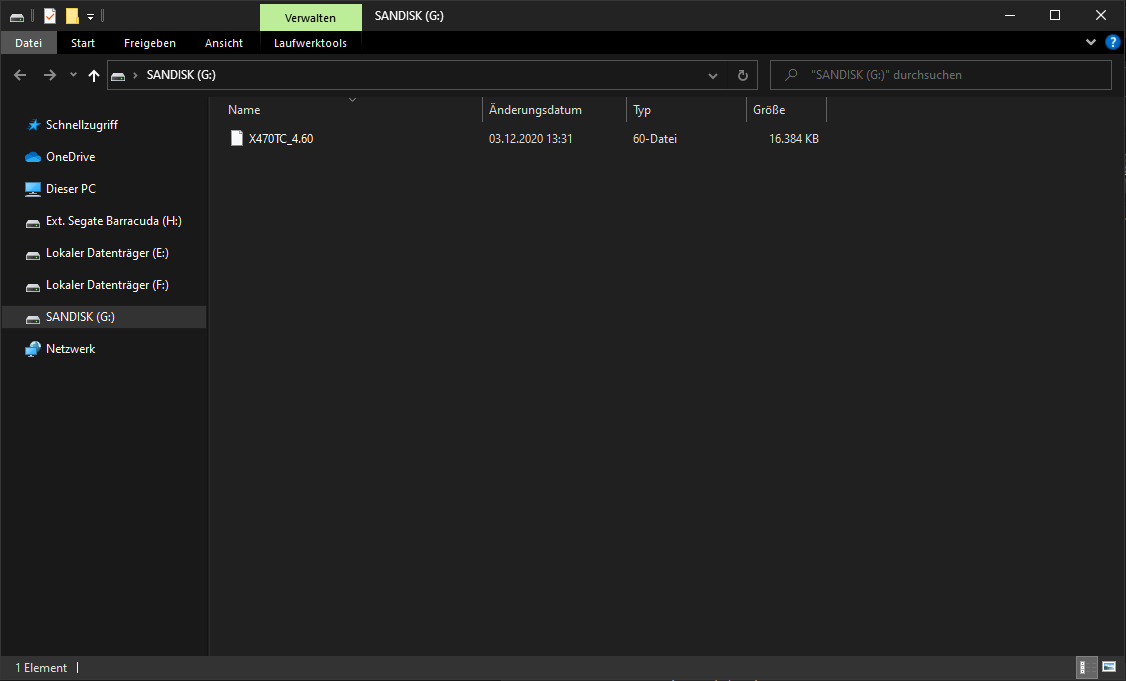 Verwalten
SANDISK (G:)
Datei
Start
Freigeben
Ansicht
Laufwerktools
?
SANDISK (G:)
"SANDISK (G:)" durchsuchen
Name
Änderungsdatum
Typ
Größe
X470TC_4.60
03.12.2020 13:31
60-Datei
16.384 KB
Schnellzugriff
OneDrive
Dieser PC
Ext. Segate Barracuda (H:)
Lokaler Datenträger (E:)
Lokaler Datenträger (F:)
SANDISK (G:)
Netzwerk
1 Element